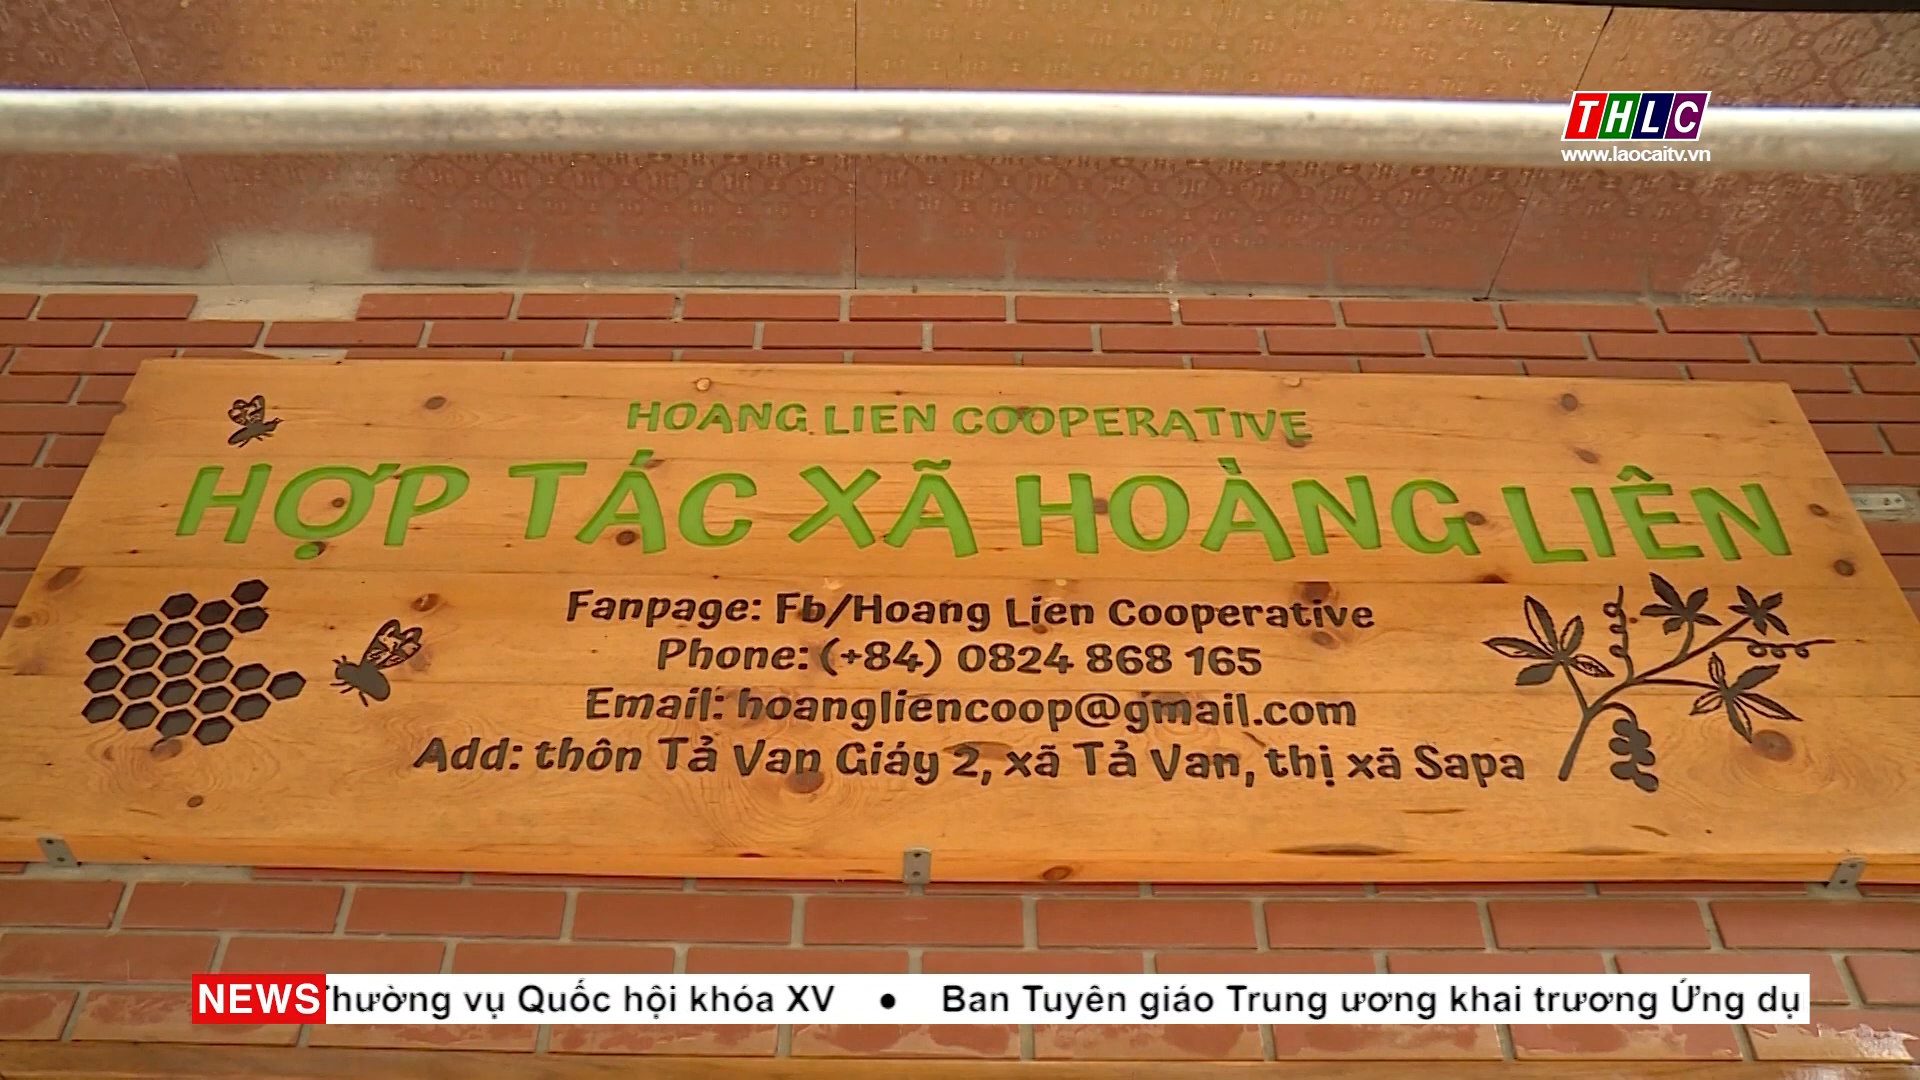 THLC
www.laocaitv.vn
HOANG LIEN COOPERATIVE
HỢP TÁC XÃ HOÀNG LIÊN
Fanpage: Fb/Hoang Lien Cooperative
Phone: (+84) 0824 868 165
Email: hoangliencoop@gmail.com
Add: thôn Tả Van Giáy 2, xã Tả Van, thị xã Sapa
NEWS hường vụ Quốc hội khóa XV • Ban Tuyên giáo Trung ương khai trương Ứng dụ